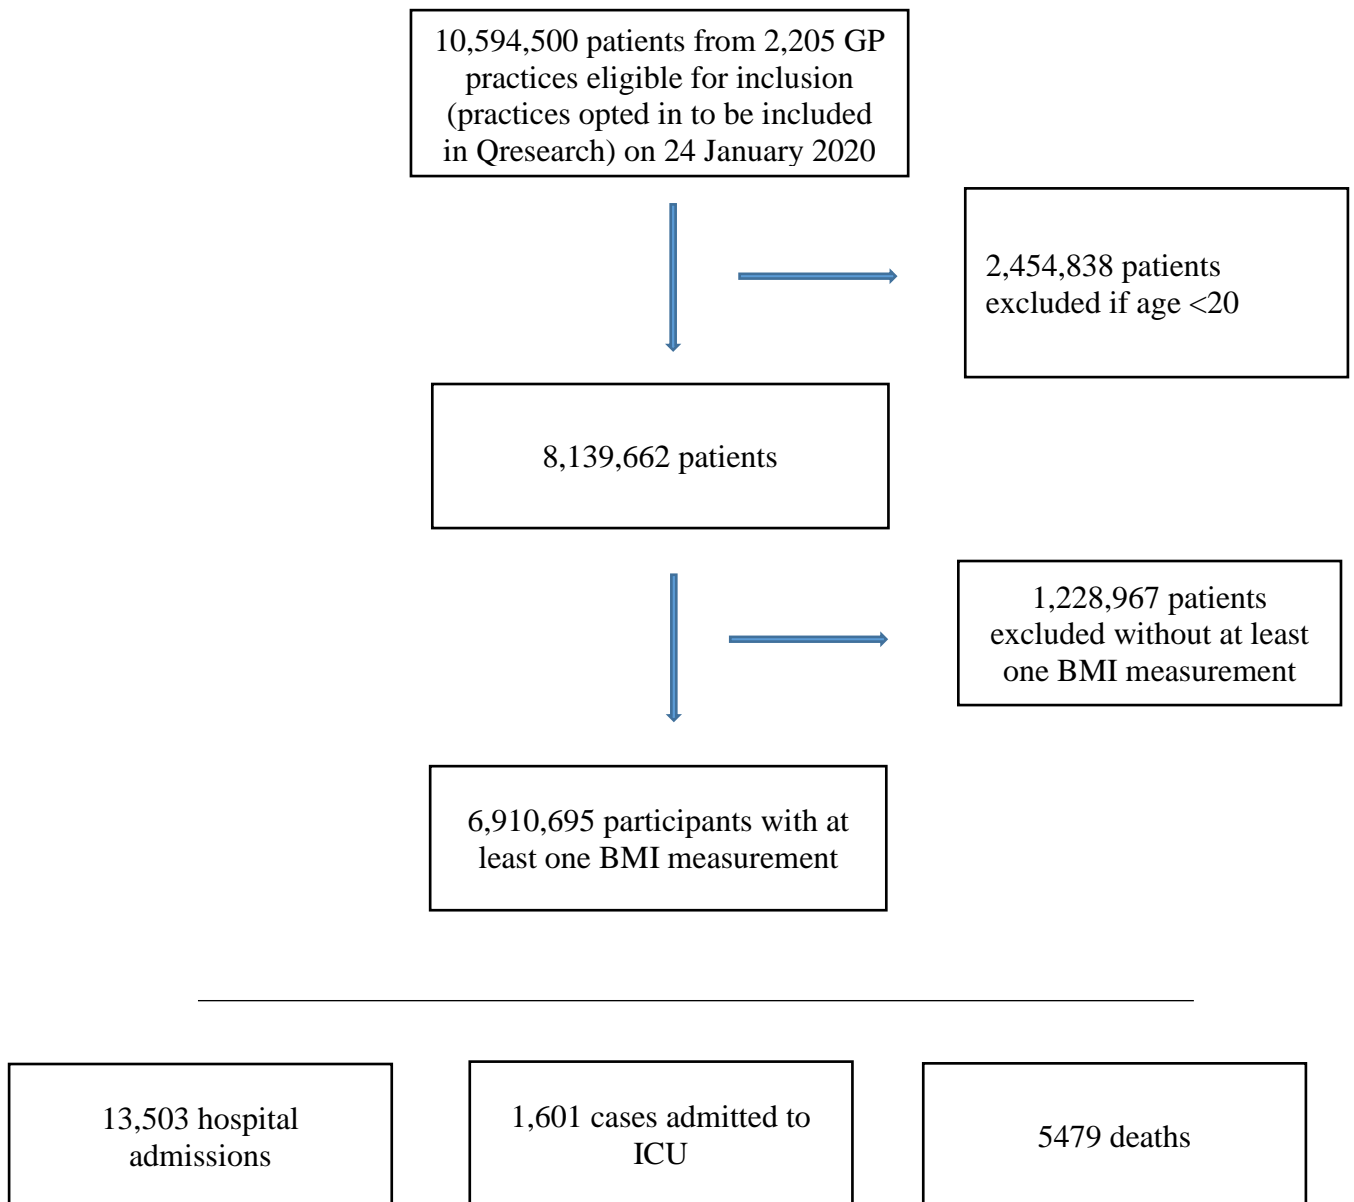 10,594,500 patients from 2,205 GP
practices eligible for inclusion
(practices opted in to be included
in Qresearch) on 24 January 2020
2,454,838 patients
excluded if age <20
8,139,662 patients
1,228,967 patients
excluded without at least
one BMI measurement
6,910,695 participants with at
least one BMI measurement
13,503 hospital
admissions
1,601 cases admitted to
ICU
5479 deaths